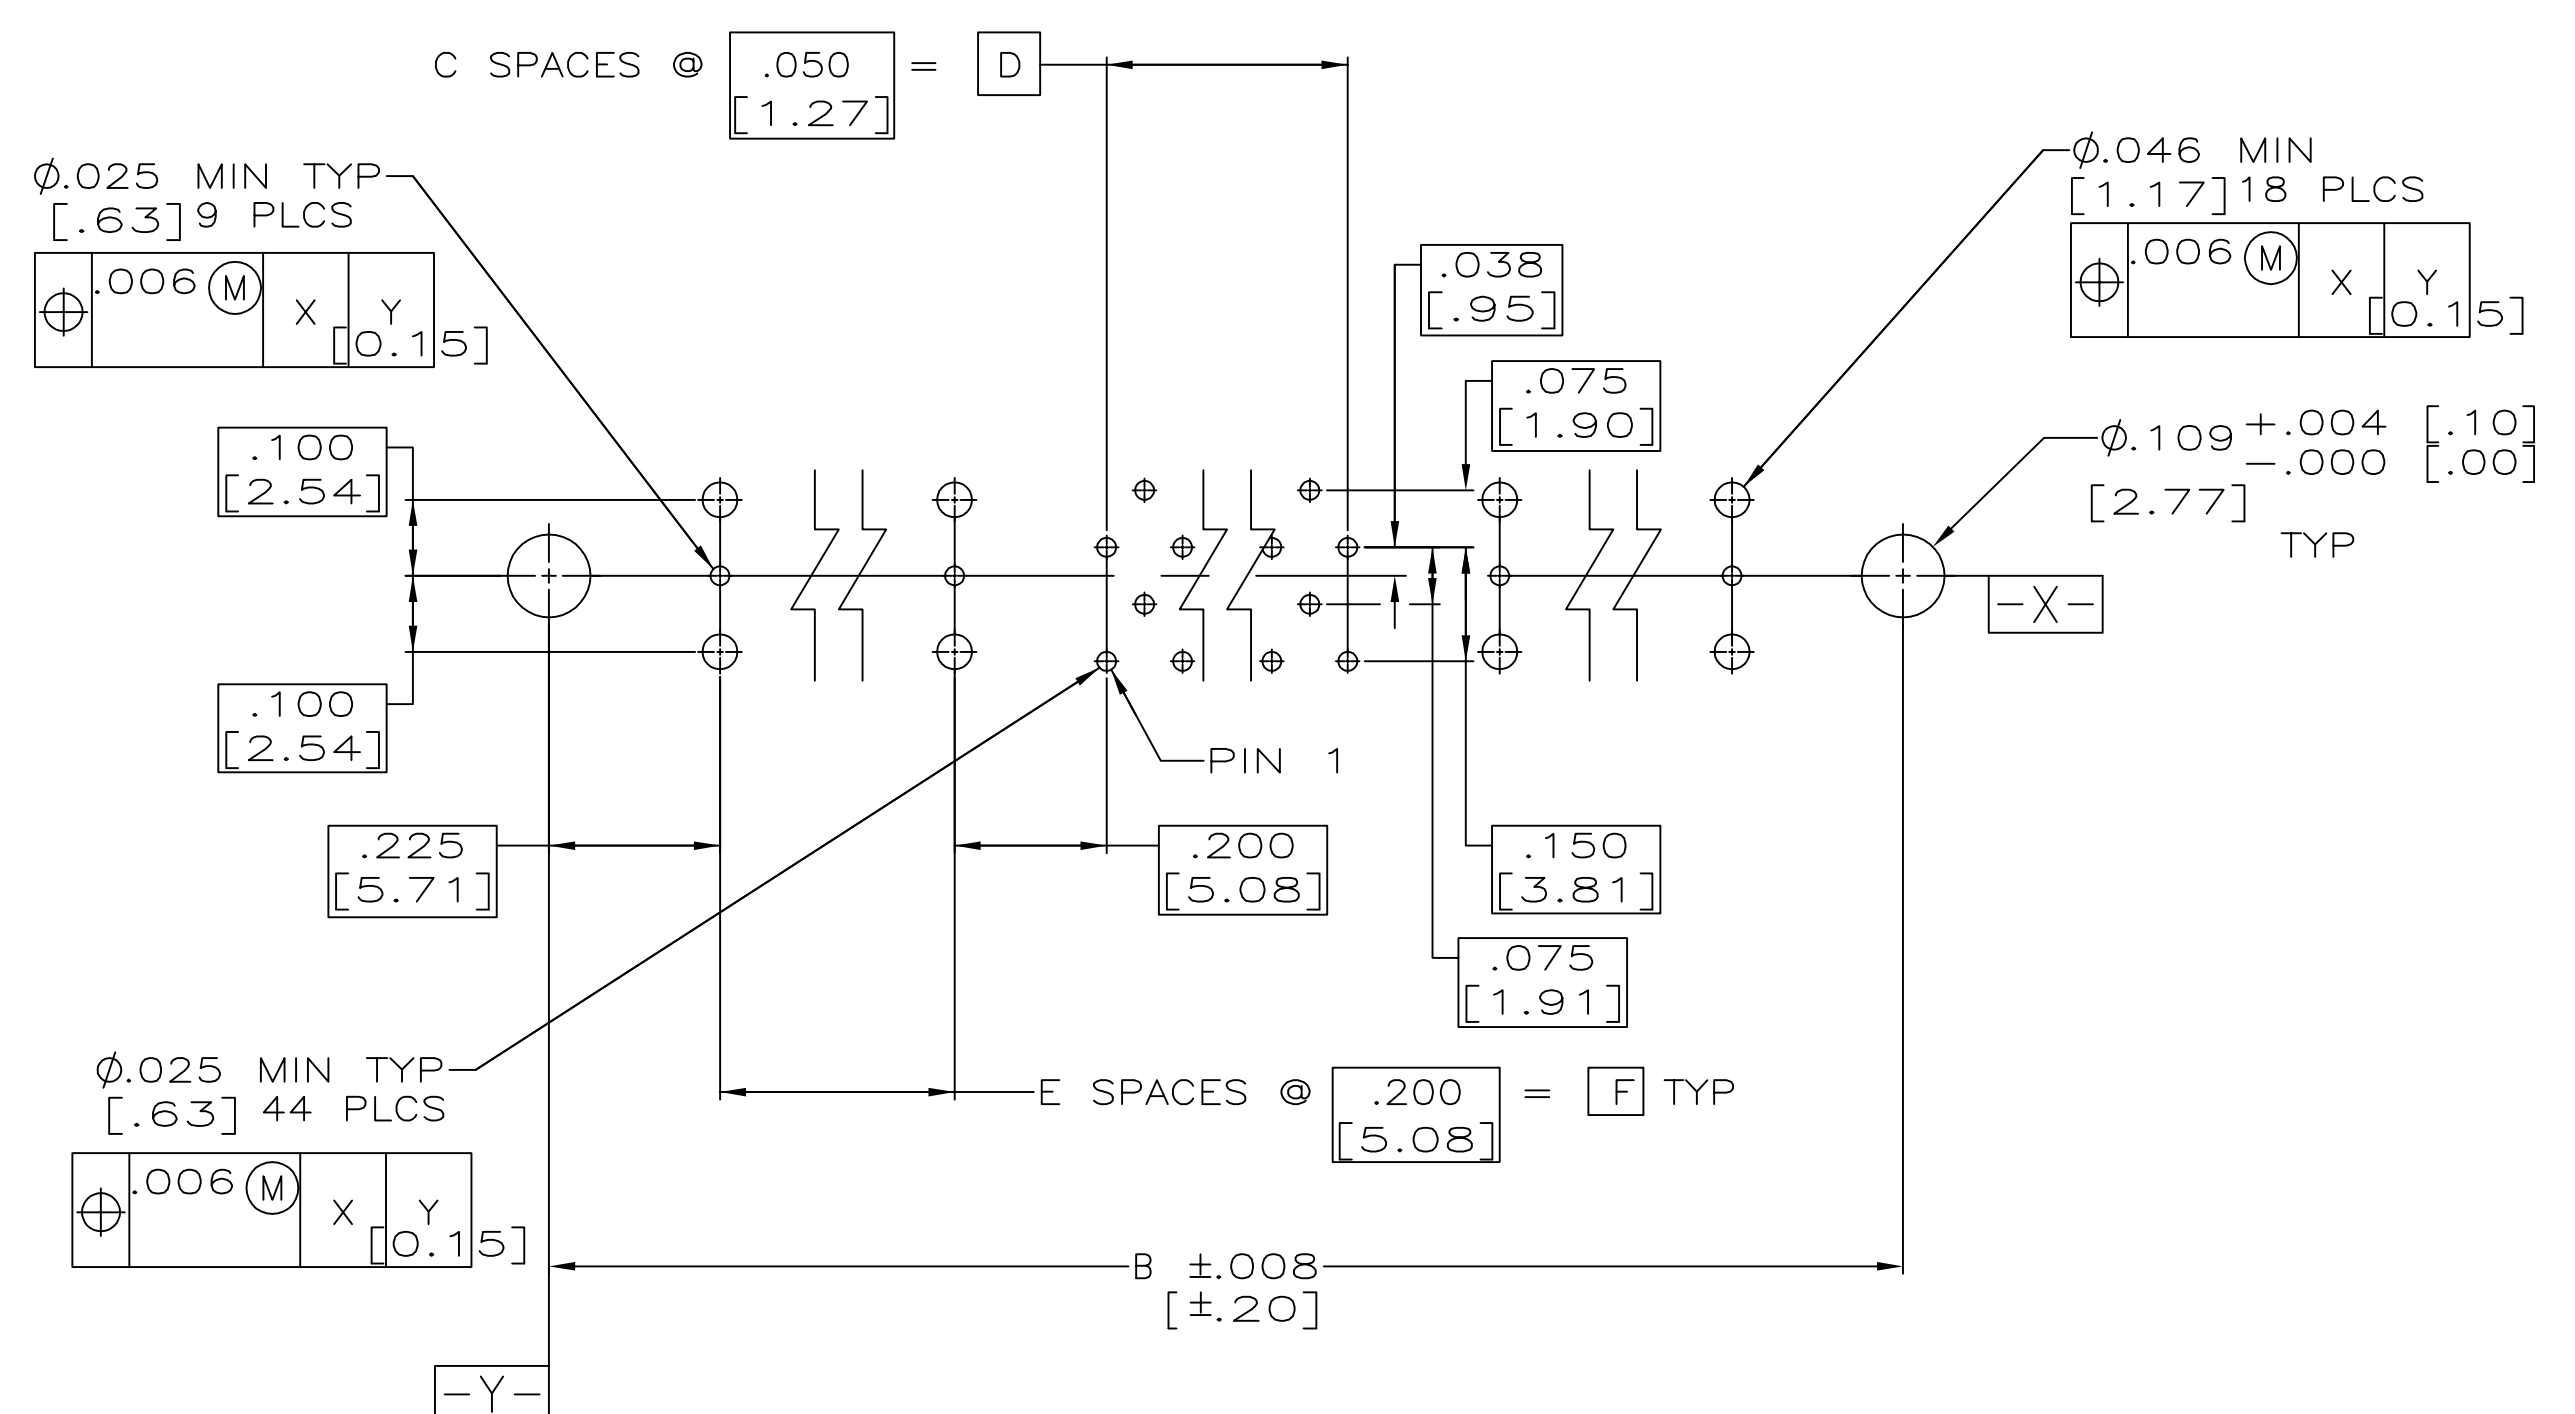 C SPACES @ .050 = D
[1.27]
⌀.025 MIN TYP
[.63] 9 PLCS
⌖ .006 Ⓜ X Y
[0.15]
⌀.046 MIN
[1.17] 18 PLCS
⌖ .006 Ⓜ X Y
[0.15]
.038
[.95]
.075
[1.90]
⌀.109 +.004 [.10]
-.000 [.00]
[2.77]
TYP
.100
[2.54]
-X-
.100
[2.54]
PIN 1
.225
[5.71]
.200
[5.08]
.150
[3.81]
.075
[1.91]
⌀.025 MIN TYP
[.63] 44 PLCS
⌖ .006 Ⓜ X Y
[0.15]
E SPACES @ .200 = F TYP
[5.08]
B ±.008
[±.20]
-Y-